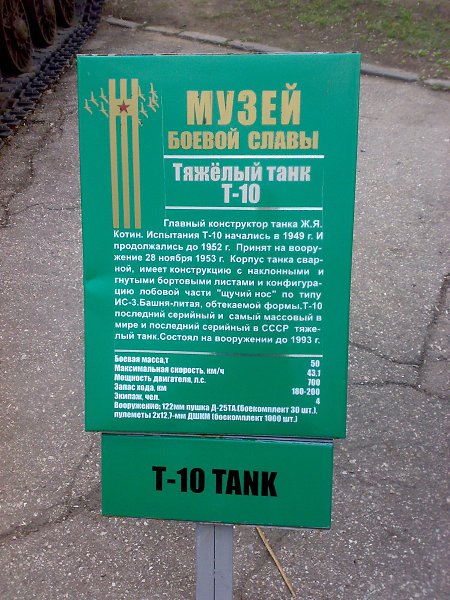 МУЗЕЙ
БОЕВОЙ СЛАВЫ
Тяжёлый танк
Т-10
Главный конструктор танка Ж.Я.
Котин. Испытания Т-10 начались в 1949 г. И
продолжались до 1952 г. Принят на воору-
жение 28 ноября 1953 г. Корпус танка свар-
ной, имеет конструкцию с наклонными и
гнутыми бортовыми листами и конфигура-
цию лобовой части "щучий нос" по типу
ИС-3.Башня-литая, обтекаемой формы.Т-10
последний серийный и самый массовый в
мире и последний серийный в СССР тяже-
лый танк.Состоял на вооружении до 1993 г.
Боевая масса,т 50
Максимальная скорость, км/ч 43,1
Мощность двигателя, л.с. 700
Запас хода, км 180-200
Экипаж, чел. 4
Вооружение: 122мм пушка Д-25ТА.(Боекомплект 30 шт.),
пулеметы 2х12,7-мм ДШКМ (боекомплект 1000 шт.)
T-10 TANK